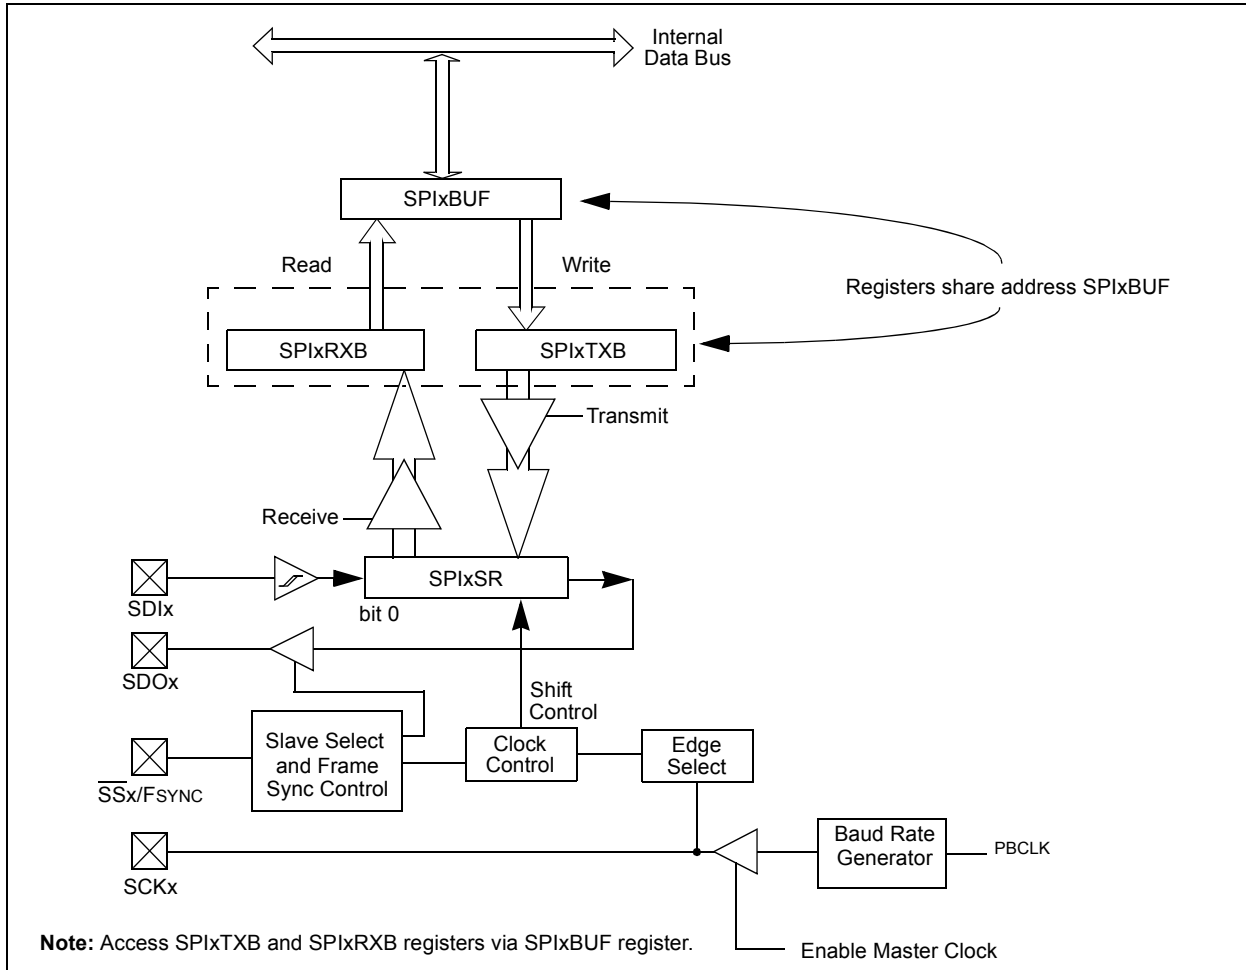 Internal
Data Bus
SPIxBUF
Read
Write
Registers share address SPIxBUF
SPIxRXB
SPIxTXB
Transmit
Receive
SPIxSR
SDIx
bit 0
SDOx
Shift
Control
Slave Select
and Frame
Sync Control
Clock
Control
Edge
Select
SSx/FSYNC
Baud Rate
Generator
PBCLK
SCKx
Note: Access SPIxTXB and SPIxRXB registers via SPIxBUF register.
Enable Master Clock